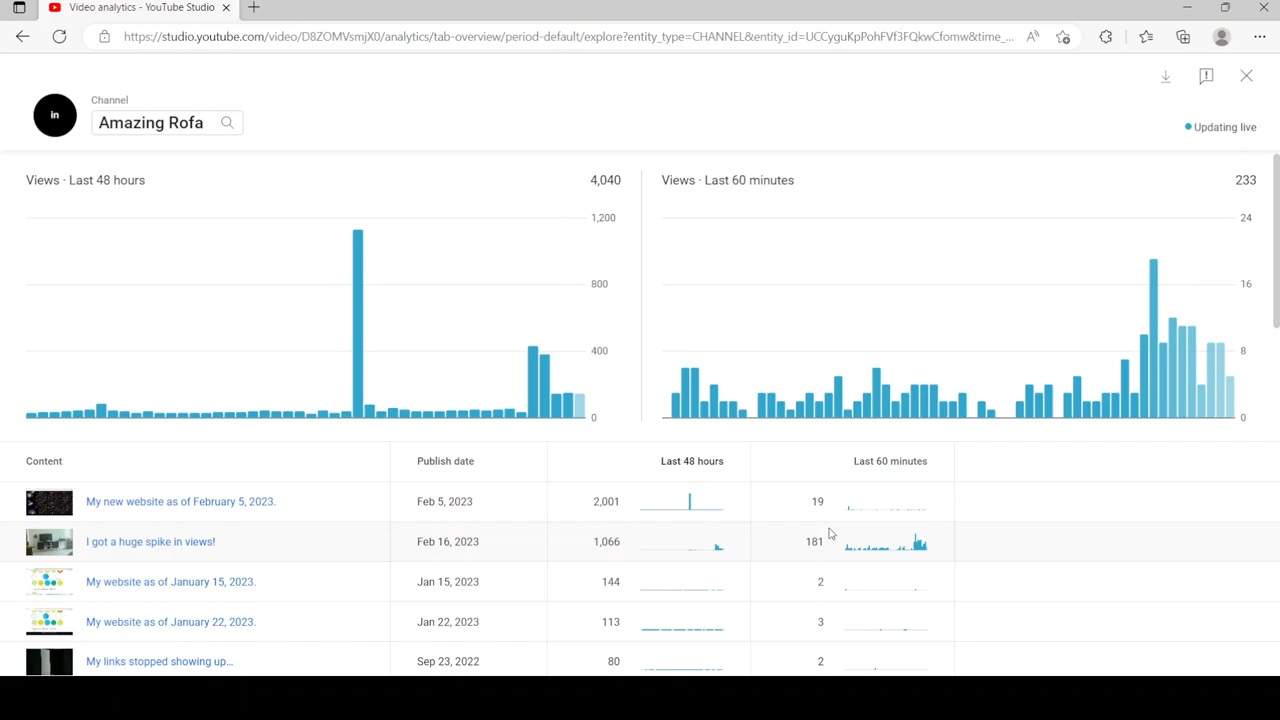 Video analytics - YouTube Studio
https://studio.youtube.com/video/D8ZOMVsmjX0/analytics/tab-overview/period-default/explore?entity_type=CHANNEL&entity_id=UCCyguKpPohFVf3FQkwCfomw&time_...
Channel
in
Amazing Rofa
Updating live
Views · Last 48 hours 4,040
Views · Last 60 minutes 233
1,200
800
400
0
24
16
8
0
Content Publish date Last 48 hours Last 60 minutes
My new website as of February 5, 2023. Feb 5, 2023 2,001 19
I got a huge spike in views! Feb 16, 2023 1,066 181
My website as of January 15, 2023. Jan 15, 2023 144 2
My website as of January 22, 2023. Jan 22, 2023 113 3
My links stopped showing up... Sep 23, 2022 80 2